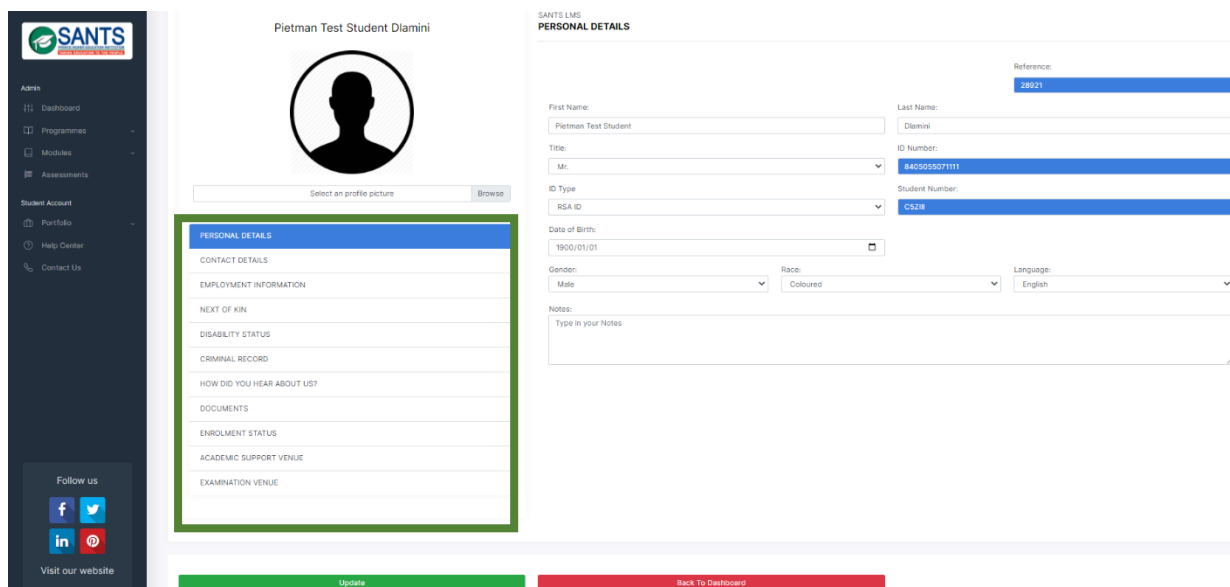 SANTS
PRIVATE HIGHER EDUCATION INSTITUTION
Admin
Dashboard
Programmes
Modules
Assessments
Student Account
Portfolio
Help Center
Contact Us
Follow us
Visit our website
Pietman Test Student Dlamini
Select an profile picture
Browse
PERSONAL DETAILS
CONTACT DETAILS
EMPLOYMENT INFORMATION
NEXT OF KIN
DISABILITY STATUS
CRIMINAL RECORD
HOW DID YOU HEAR ABOUT US?
DOCUMENTS
ENROLMENT STATUS
ACADEMIC SUPPORT VENUE
EXAMINATION VENUE
SANTS LMS
PERSONAL DETAILS
Reference:
28921
First Name:
Last Name:
Pietman Test Student
Dlamini
Title:
ID Number:
Mr.
8405055071111
ID Type
Student Number:
RSA ID
Date of Birth:
1900/01/01
Gender:
Race:
Language:
Male
Coloured
English
Notes:
Type in your Notes
Update
Back To Dashboard